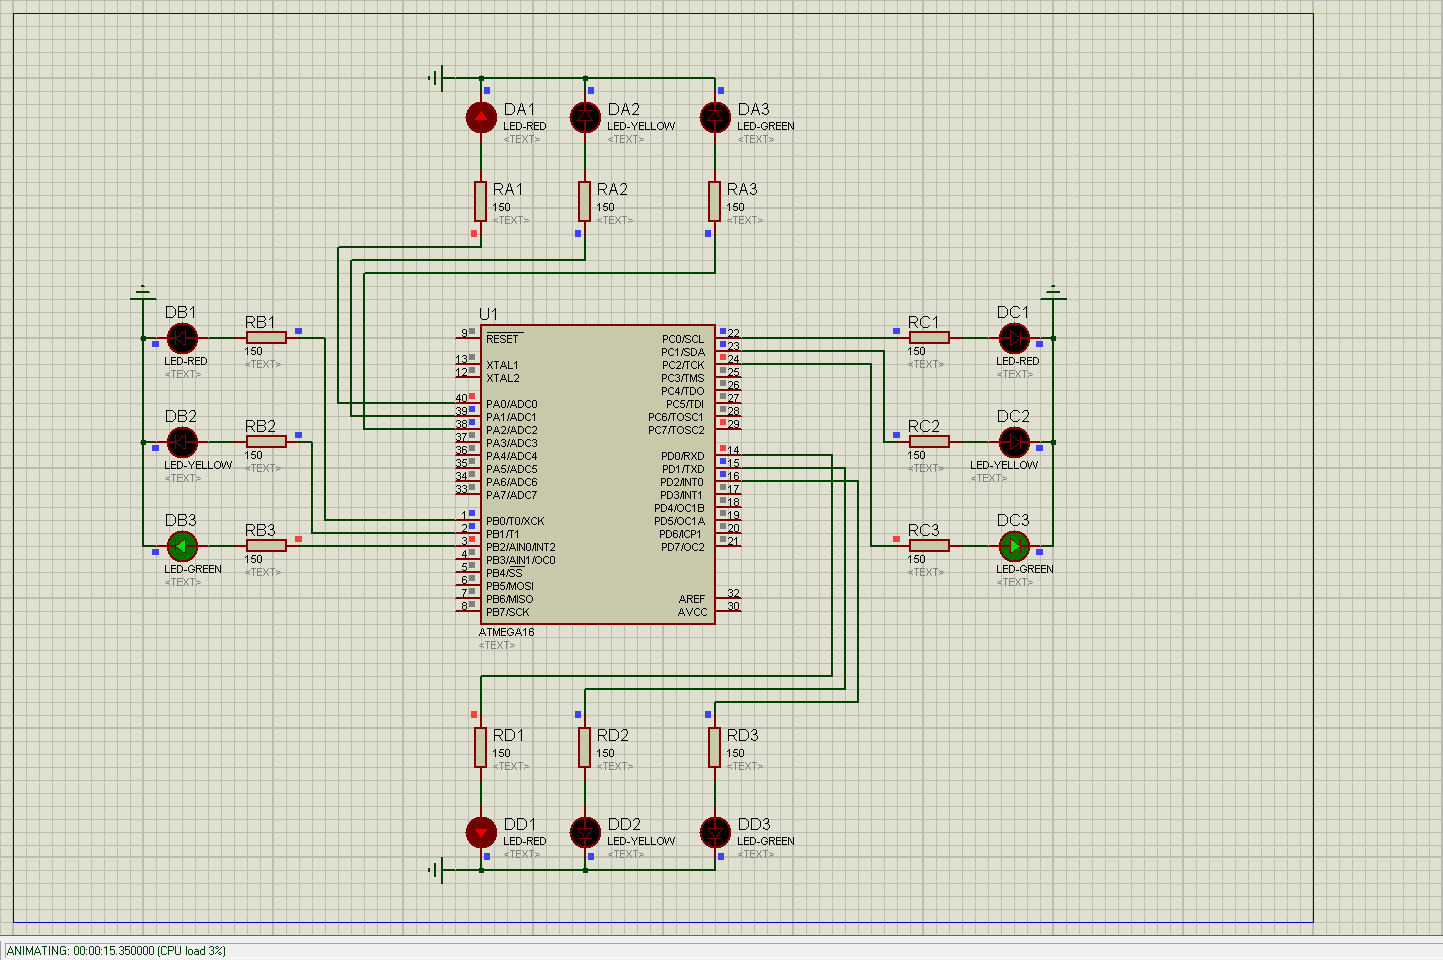 DA1
LED-RED
<TEXT>
DA2
LED-YELLOW
<TEXT>
DA3
LED-GREEN
<TEXT>
RA1
150
<TEXT>
RA2
150
<TEXT>
RA3
150
<TEXT>
DB1
LED-RED
<TEXT>
RB1
150
<TEXT>
DB2
LED-YELLOW
<TEXT>
RB2
150
<TEXT>
DB3
LED-GREEN
<TEXT>
RB3
150
<TEXT>
U1
9 RESET
13 XTAL1
12 XTAL2
40 PA0/ADC0
39 PA1/ADC1
38 PA2/ADC2
37 PA3/ADC3
36 PA4/ADC4
35 PA5/ADC5
34 PA6/ADC6
33 PA7/ADC7
1 PB0/T0/XCK
2 PB1/T1
3 PB2/AIN0/INT2
4 PB3/AIN1/OC0
5 PB4/SS
6 PB5/MOSI
7 PB6/MISO
8 PB7/SCK
PC0/SCL 22
PC1/SDA 23
PC2/TCK 24
PC3/TMS 25
PC4/TDO 26
PC5/TDI 27
PC6/TOSC1 28
PC7/TOSC2 29
PD0/RXD 14
PD1/TXD 15
PD2/INT0 16
PD3/INT1 17
PD4/OC1B 18
PD5/OC1A 19
PD6/ICP1 20
PD7/OC2 21
AREF 32
AVCC 30
ATMEGA16
<TEXT>
RC1
150
<TEXT>
DC1
LED-RED
<TEXT>
RC2
150
<TEXT>
DC2
LED-YELLOW
<TEXT>
RC3
150
<TEXT>
DC3
LED-GREEN
<TEXT>
RD1
150
<TEXT>
RD2
150
<TEXT>
RD3
150
<TEXT>
DD1
LED-RED
<TEXT>
DD2
LED-YELLOW
<TEXT>
DD3
LED-GREEN
<TEXT>
ANIMATING: 00:00:15.350000 (CPU load 3%)